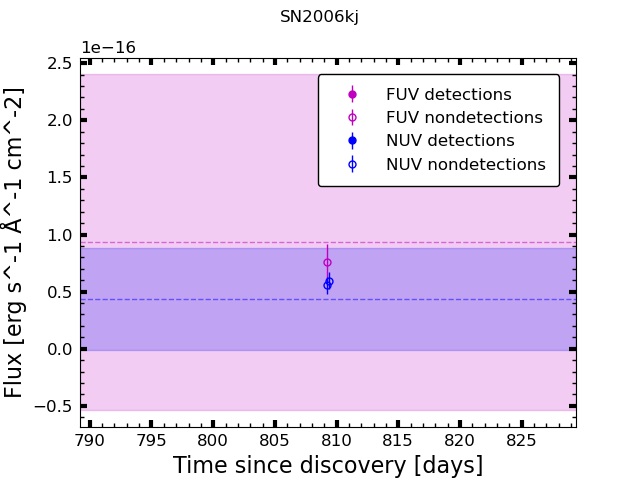 SN2006kj
1e−16
2.5
2.0
1.5
1.0
0.5
0.0
−0.5
Flux [erg s^-1 Å^-1 cm^-2]
FUV detections
FUV nondetections
NUV detections
NUV nondetections
790 795 800 805 810 815 820 825
Time since discovery [days]